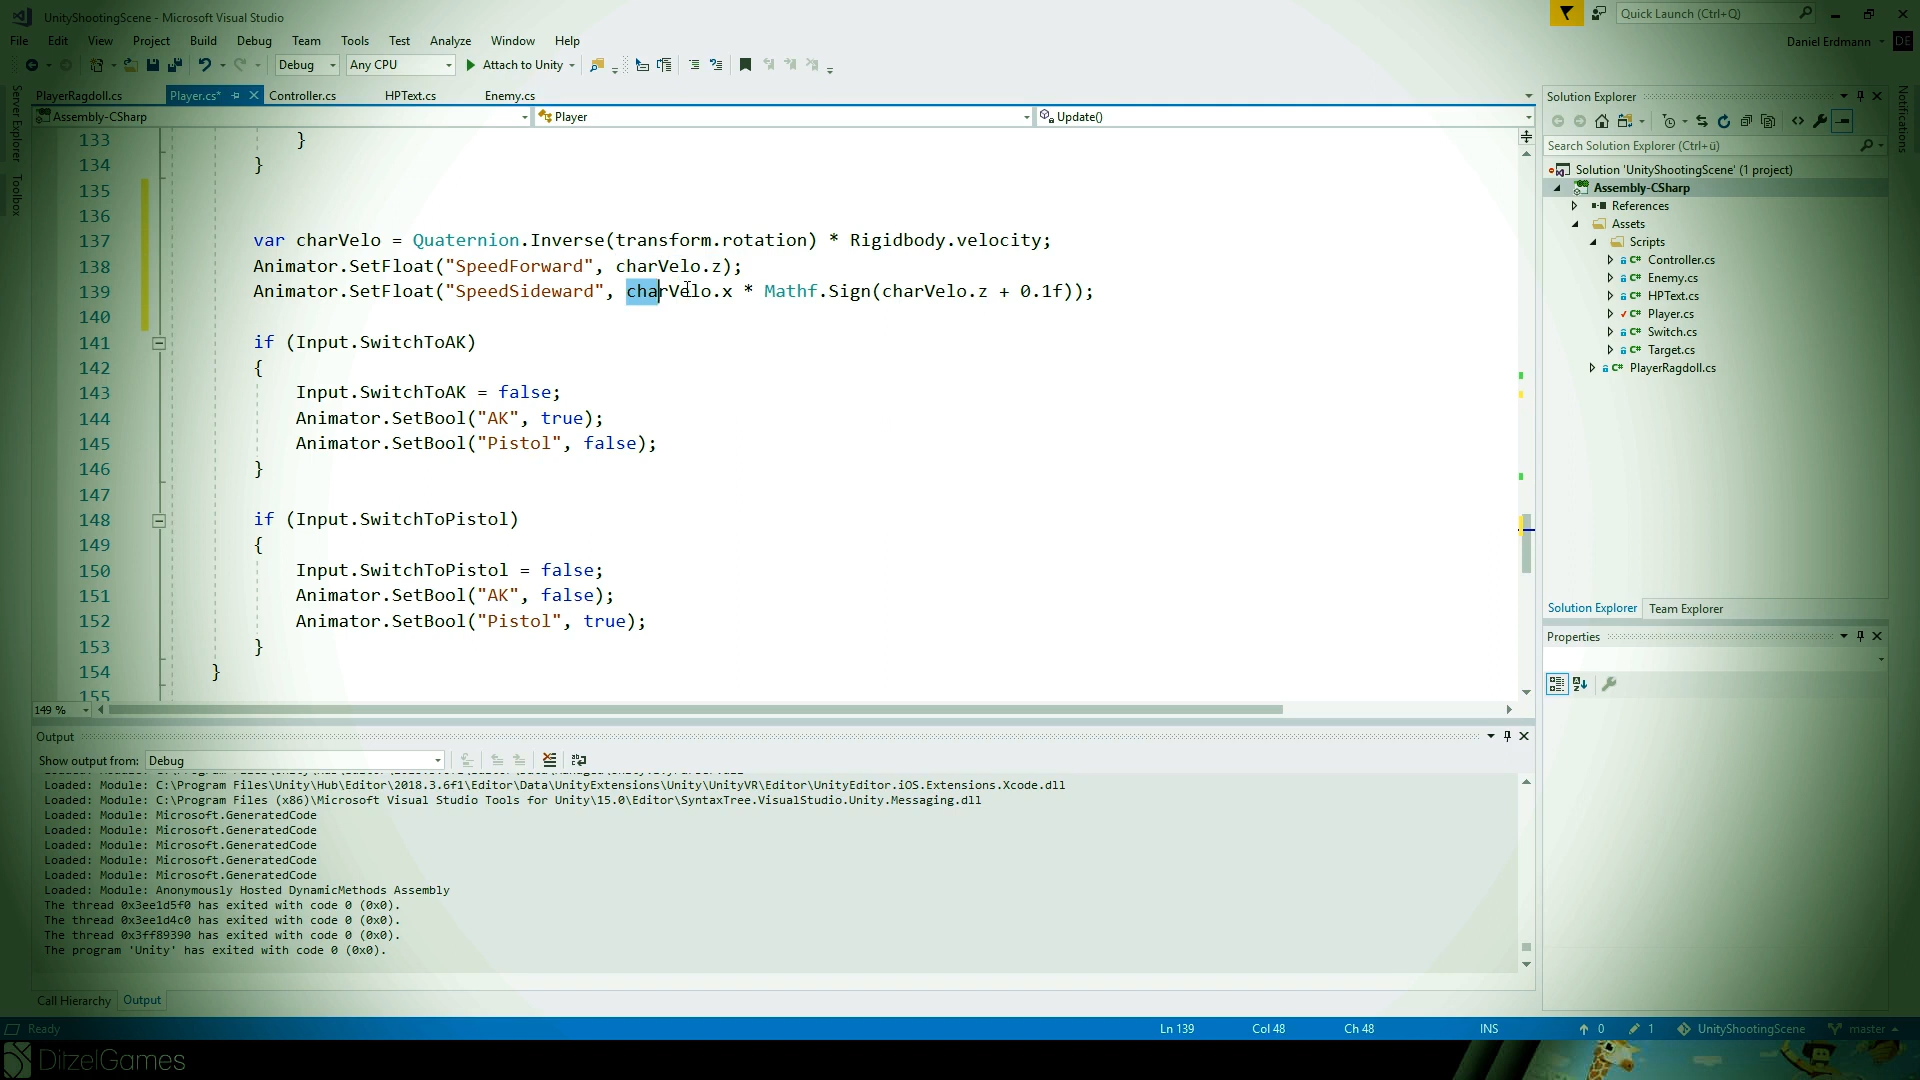 UnityShootingScene - Microsoft Visual Studio
Quick Launch (Ctrl+Q)
File Edit View Project Build Debug Team Tools Test Analyze Window Help
Daniel Erdmann DE
Debug Any CPU Attach to Unity
PlayerRagdoll.cs Player.cs* Controller.cs HPText.cs Enemy.cs
Assembly-CSharp Player Update()
Server Explorer
Toolbox
Notifications
133 }
134 }
135
136
137 var charVelo = Quaternion.Inverse(transform.rotation) * Rigidbody.velocity;
138 Animator.SetFloat("SpeedForward", charVelo.z);
139 Animator.SetFloat("SpeedSideward", charVelo.x * Mathf.Sign(charVelo.z + 0.1f));
140
141 if (Input.SwitchToAK)
142 {
143 Input.SwitchToAK = false;
144 Animator.SetBool("AK", true);
145 Animator.SetBool("Pistol", false);
146 }
147
148 if (Input.SwitchToPistol)
149 {
150 Input.SwitchToPistol = false;
151 Animator.SetBool("AK", false);
152 Animator.SetBool("Pistol", true);
153 }
154 }
155
149 %
Solution Explorer
Search Solution Explorer (Ctrl+ü)
Solution 'UnityShootingScene' (1 project)
Assembly-CSharp
References
Assets
Scripts
C# Controller.cs
C# Enemy.cs
C# HPText.cs
C# Player.cs
C# Switch.cs
C# Target.cs
C# PlayerRagdoll.cs
Solution Explorer Team Explorer
Properties
Output
Show output from: Debug
Loaded: Module: C:\Program Files\Unity\Hub\Editor\2018.3.6f1\Editor\Data\UnityExtensions\Unity\UnityVR\Editor\UnityEditor.iOS.Extensions.Xcode.dll
Loaded: Module: C:\Program Files (x86)\Microsoft Visual Studio Tools for Unity\15.0\Editor\SyntaxTree.VisualStudio.Unity.Messaging.dll
Loaded: Module: Microsoft.GeneratedCode
Loaded: Module: Microsoft.GeneratedCode
Loaded: Module: Microsoft.GeneratedCode
Loaded: Module: Microsoft.GeneratedCode
Loaded: Module: Microsoft.GeneratedCode
Loaded: Module: Anonymously Hosted DynamicMethods Assembly
The thread 0x3ee1d5f0 has exited with code 0 (0x0).
The thread 0x3ee1d4c0 has exited with code 0 (0x0).
The thread 0x3ff89390 has exited with code 0 (0x0).
The program 'Unity' has exited with code 0 (0x0).
Call Hierarchy Output
Ready Ln 139 Col 48 Ch 48 INS 0 1 UnityShootingScene master
DitzelGames